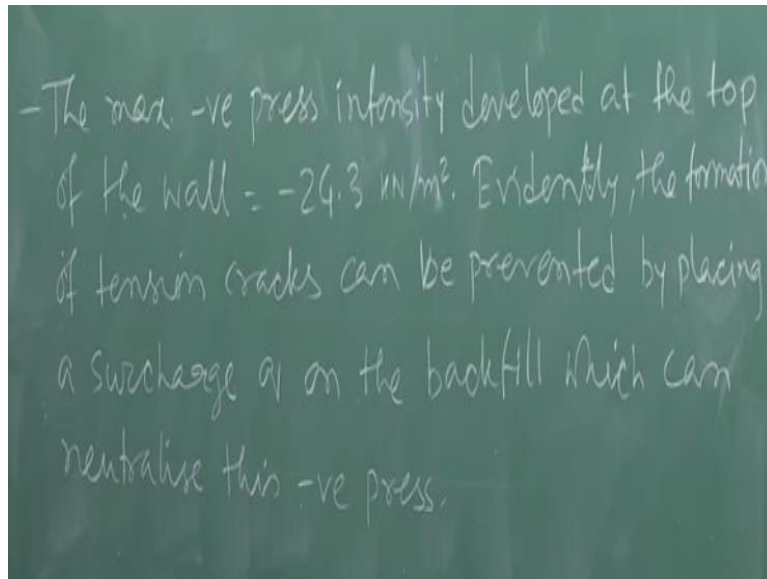 - The max. -ve press intensity developed at the top
of the wall = -24.3 kN/m². Evidently, the formation
of tension cracks can be prevented by placing
a surcharge q on the backfill which can
neutralise this -ve press.